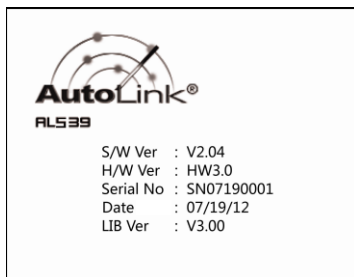 AutoLink®
AL539
S/W Ver : V2.04
H/W Ver : HW3.0
Serial No : SN07190001
Date : 07/19/12
LIB Ver : V3.00